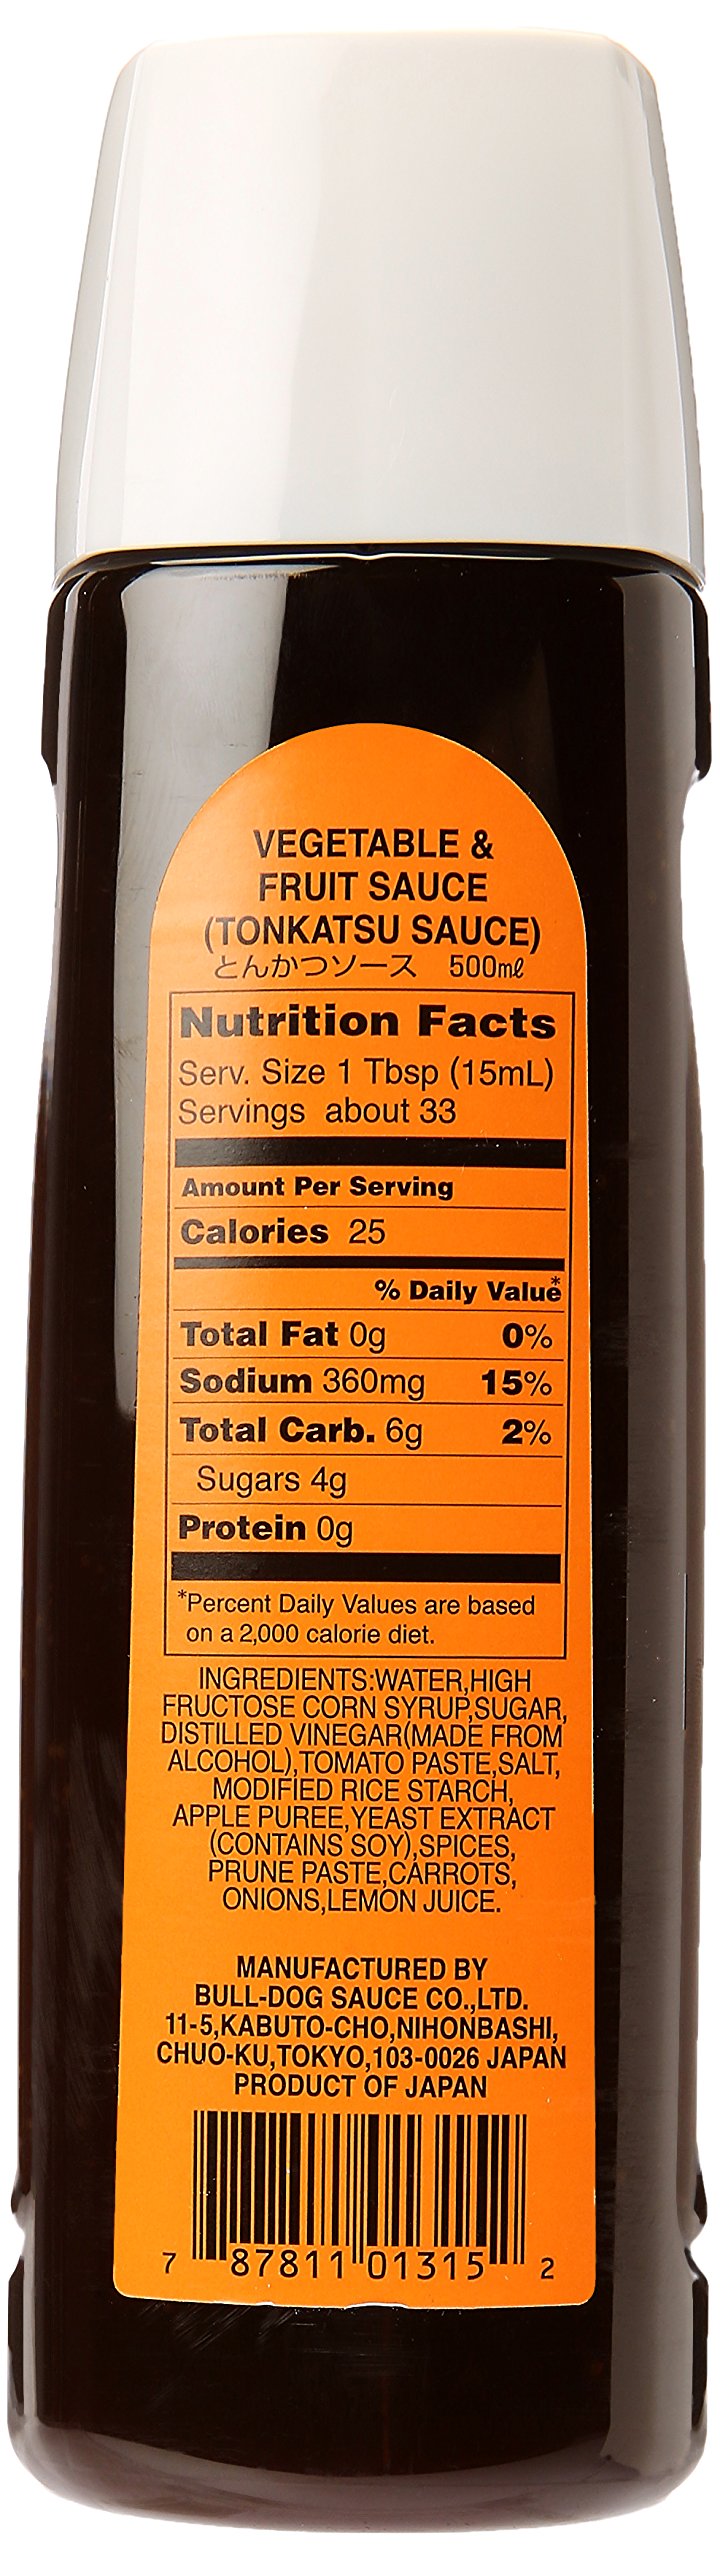 VEGETABLE &
FRUIT SAUCE
(TONKATSU SAUCE)
とんかつソース 500mℓ
Nutrition Facts
Serv. Size 1 Tbsp (15mL)
Servings about 33
Amount Per Serving
Calories 25
% Daily Value*
Total Fat 0g 0%
Sodium 360mg 15%
Total Carb. 6g 2%
Sugars 4g
Protein 0g
*Percent Daily Values are based
on a 2,000 calorie diet.
INGREDIENTS:WATER,HIGH
FRUCTOSE CORN SYRUP,SUGAR,
DISTILLED VINEGAR(MADE FROM
ALCOHOL),TOMATO PASTE,SALT,
MODIFIED RICE STARCH,
APPLE PUREE,YEAST EXTRACT
(CONTAINS SOY),SPICES,
PRUNE PASTE,CARROTS,
ONIONS,LEMON JUICE.
MANUFACTURED BY
BULL-DOG SAUCE CO.,LTD.
11-5,KABUTO-CHO,NIHONBASHI,
CHUO-KU,TOKYO,103-0026 JAPAN
PRODUCT OF JAPAN
7 87811 01315 2